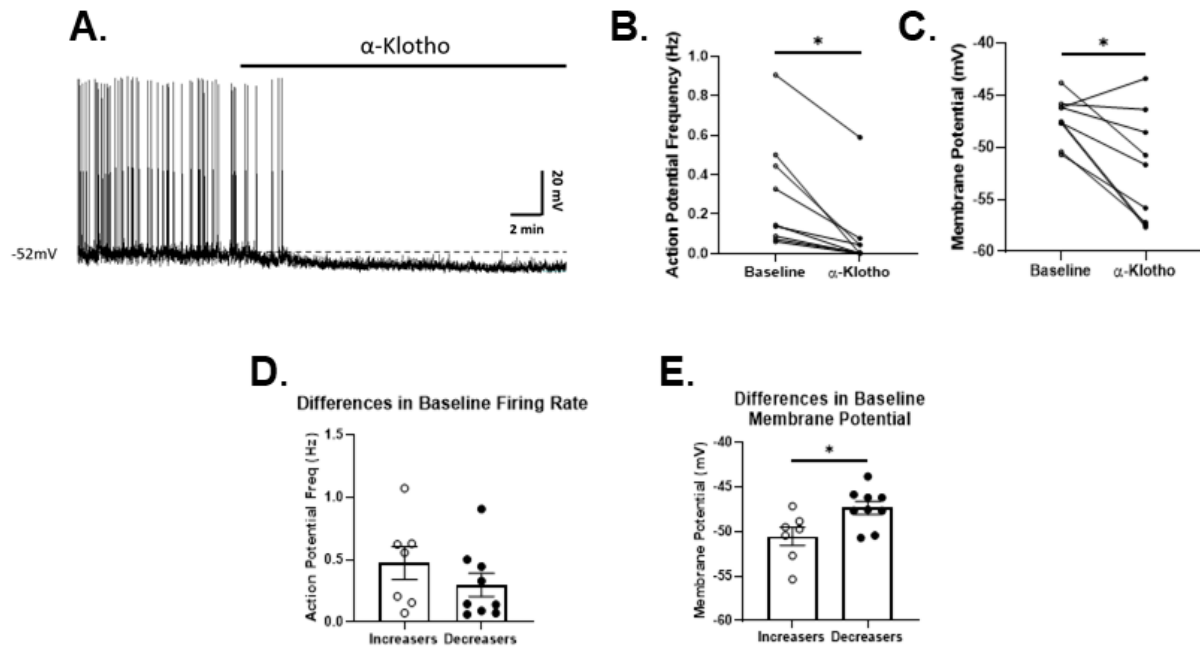 A.
α-Klotho
-52mV
20 mV
2 min
B.
Action Potential Frequency (Hz)
1.0
0.8
0.6
0.4
0.2
0.0
*
Baseline
α-Klotho
C.
Membrane Potential (mV)
-40
-45
-50
-55
-60
*
Baseline
α-Klotho
D.
Differences in Baseline Firing Rate
Action Potential Freq (Hz)
1.5
1.0
0.5
0.0
Increasers
Decreasers
E.
Differences in Baseline
Membrane Potential
Membrane Potential (mV)
-40
-45
-50
-55
-60
*
Increasers
Decreasers